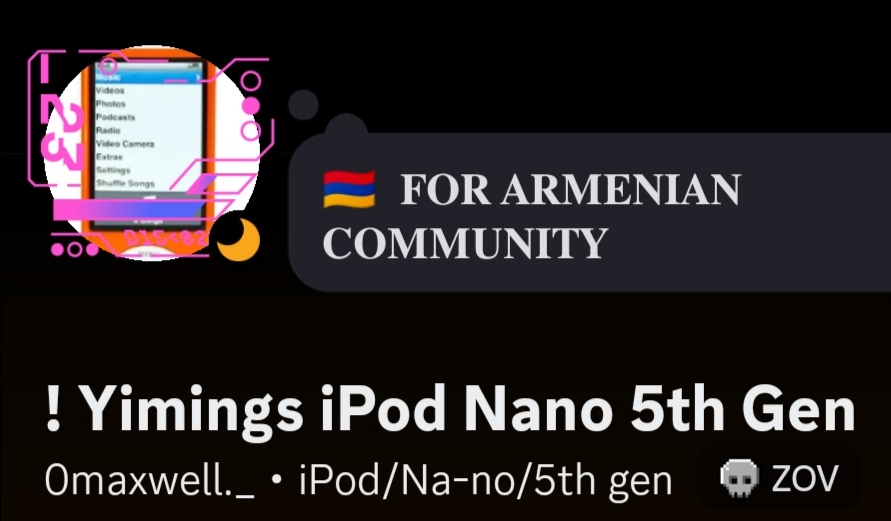 Music
Videos
Photos
Podcasts
Radio
Video Camera
Extras
Settings
Shuffle Songs
🇦🇲 FOR ARMENIAN
COMMUNITY
! Yimings iPod Nano 5th Gen
0maxwell._ • iPod/Na-no/5th gen
ZOV